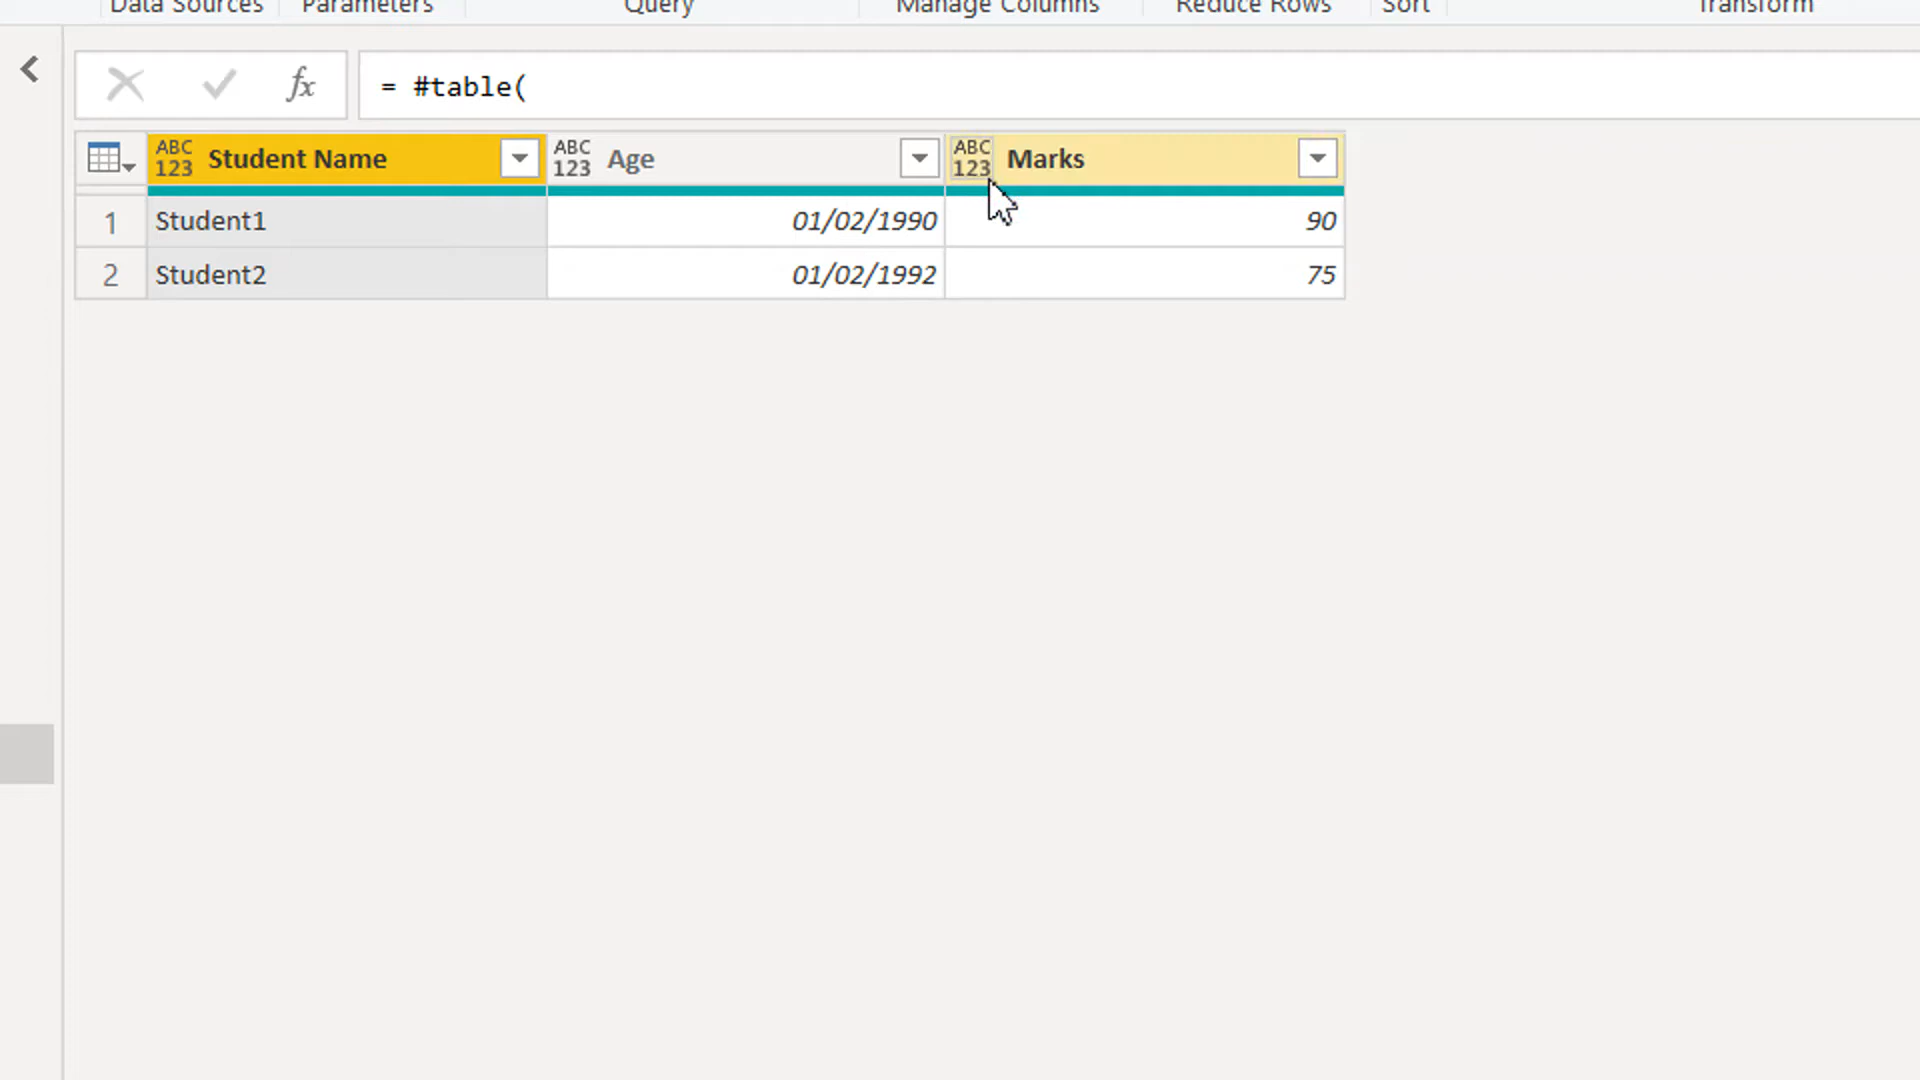 Data Sources Parameters Query Manage Columns Reduce Rows Sort Transform
fx = #table(
ABC 123 Student Name ABC 123 Age ABC 123 Marks
1 Student1 01/02/1990 90
2 Student2 01/02/1992 75